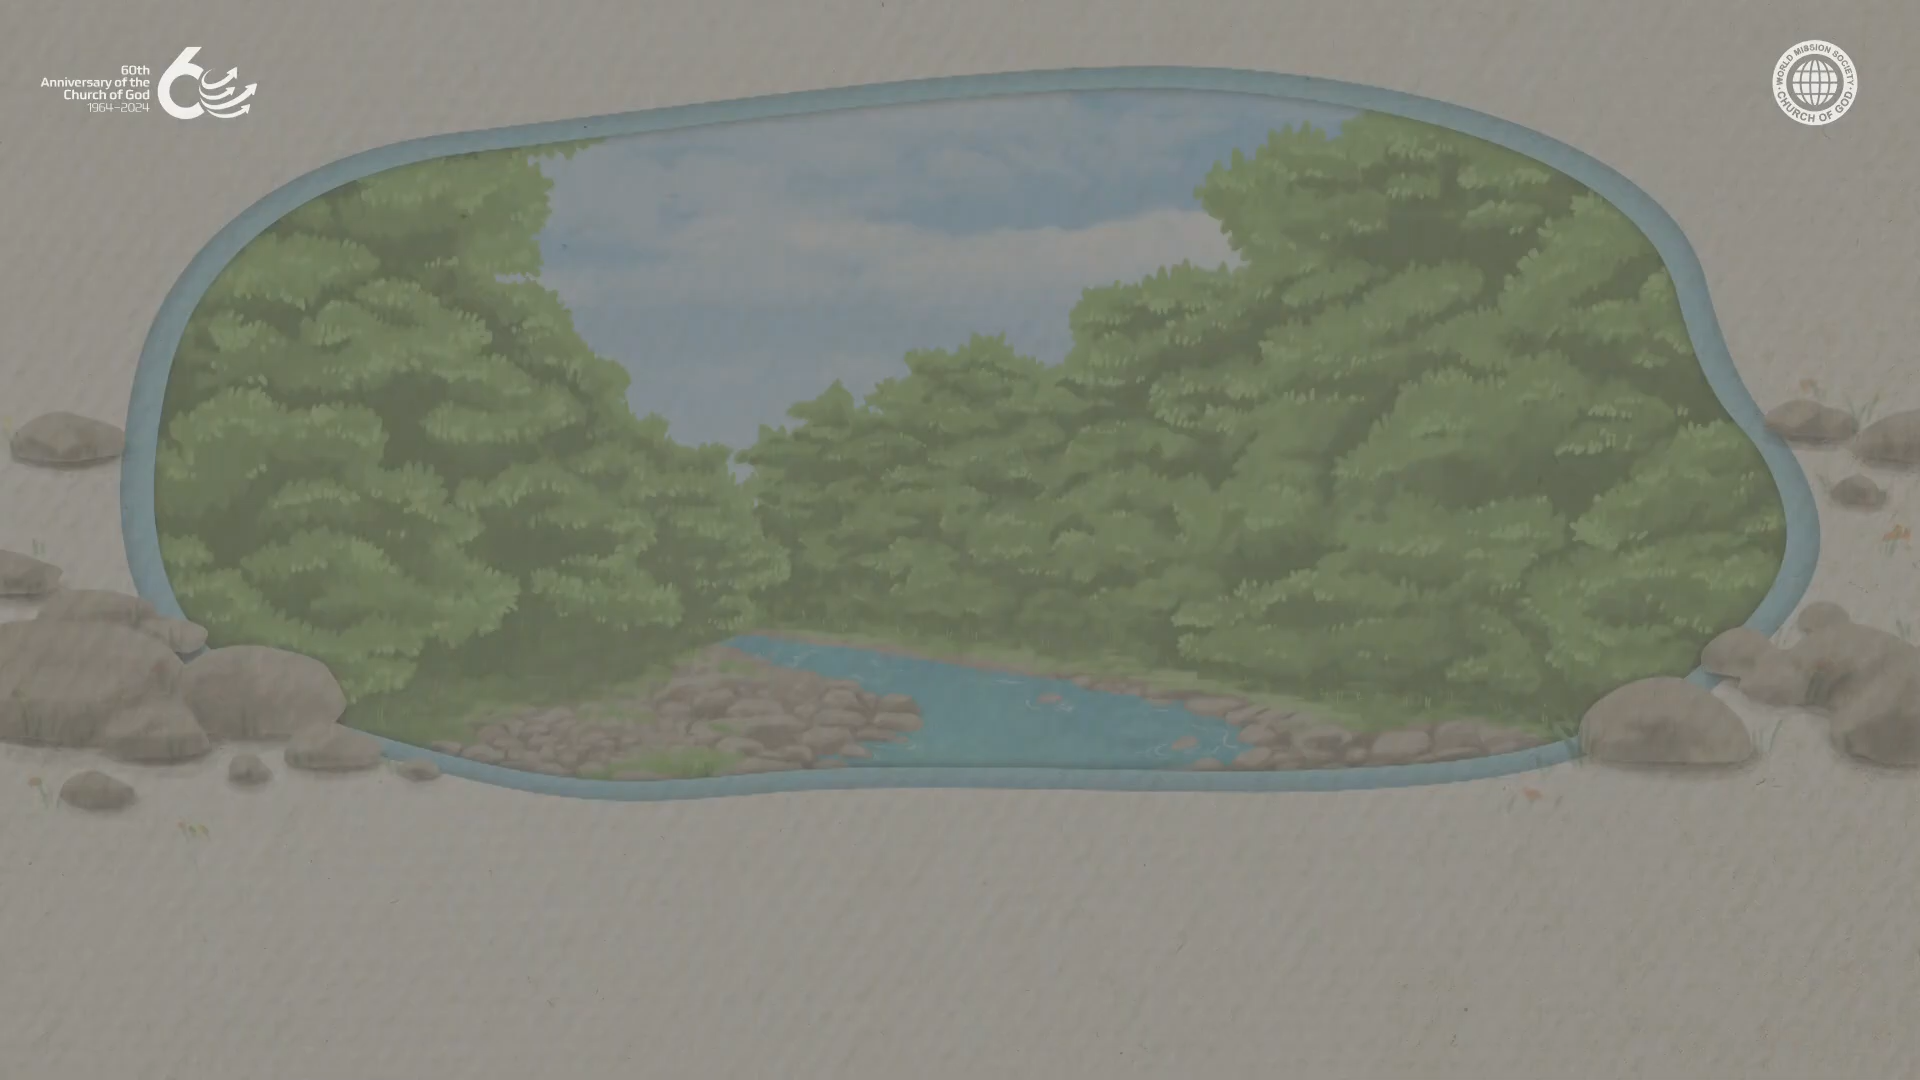 60th
Anniversary of the
Church of God
1964–2024
WORLD MISSION SOCIETY
CHURCH OF GOD